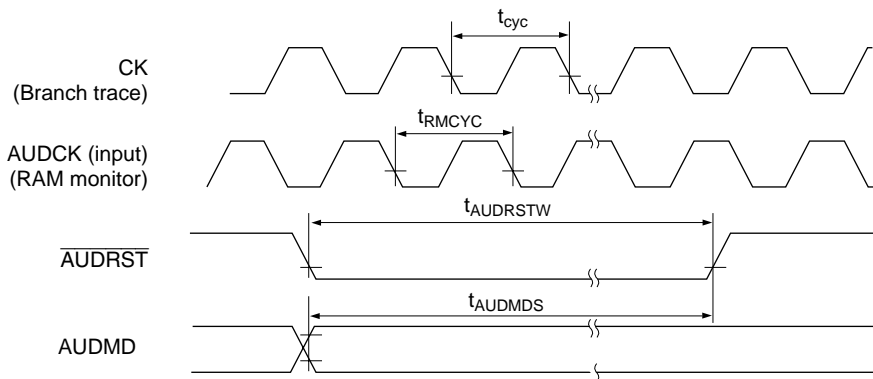 tcyc
CK
(Branch trace)
tRMCYC
AUDCK (input)
(RAM monitor)
tAUDRSTW
AUDRST
tAUDMDS
AUDMD